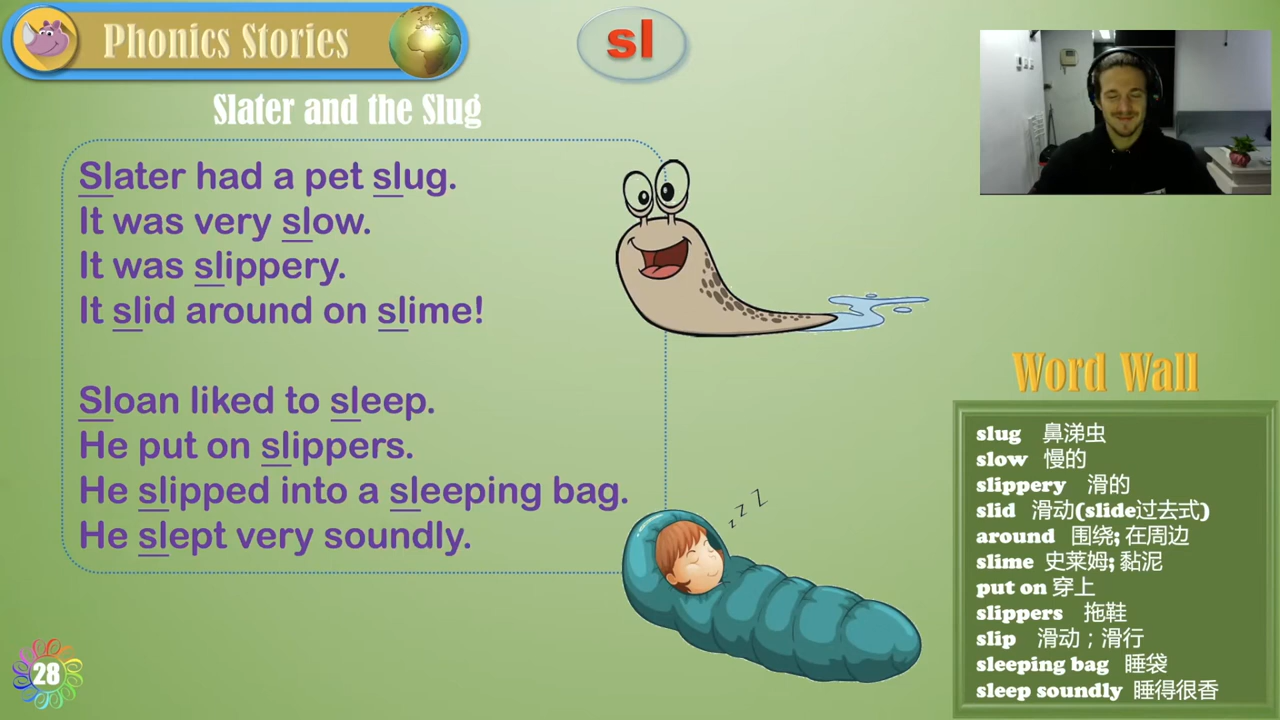 Phonics Stories
sl
Slater and the Slug
Slater had a pet slug.
It was very slow.
It was slippery.
It slid around on slime!
Sloan liked to sleep.
He put on slippers.
He slipped into a sleeping bag.
He slept very soundly.
z z Z
Word Wall
slug 鼻涕虫
slow 慢的
slippery 滑的
slid 滑动(slide过去式)
around 围绕; 在周边
slime 史莱姆; 黏泥
put on 穿上
slippers 拖鞋
slip 滑动；滑行
sleeping bag 睡袋
sleep soundly 睡得很香
28